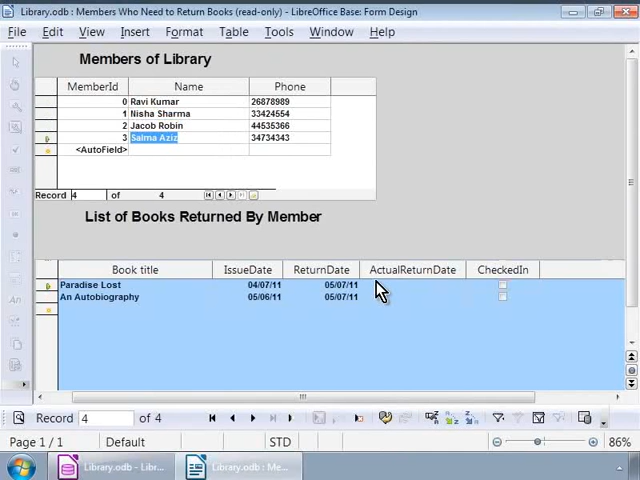 Library.odb : Members Who Need to Return Books (read-only) - LibreOffice Base: Form Design
File Edit View Insert Format Table Tools Window Help
Members of Library
MemberId Name Phone
0 Ravi Kumar 26878989
1 Nisha Sharma 33424554
2 Jacob Robin 44535366
3 Salma Aziz 34734343
<AutoField>
Record 4 of 4
List of Books Returned By Member
Book title IssueDate ReturnDate ActualReturnDate CheckedIn
Paradise Lost 04/07/11 05/07/11
An Autobiography 05/06/11 05/07/11
Record 4 of 4
Page 1 / 1 Default STD 86%
Library.odb - Libr... Library.odb : Me...